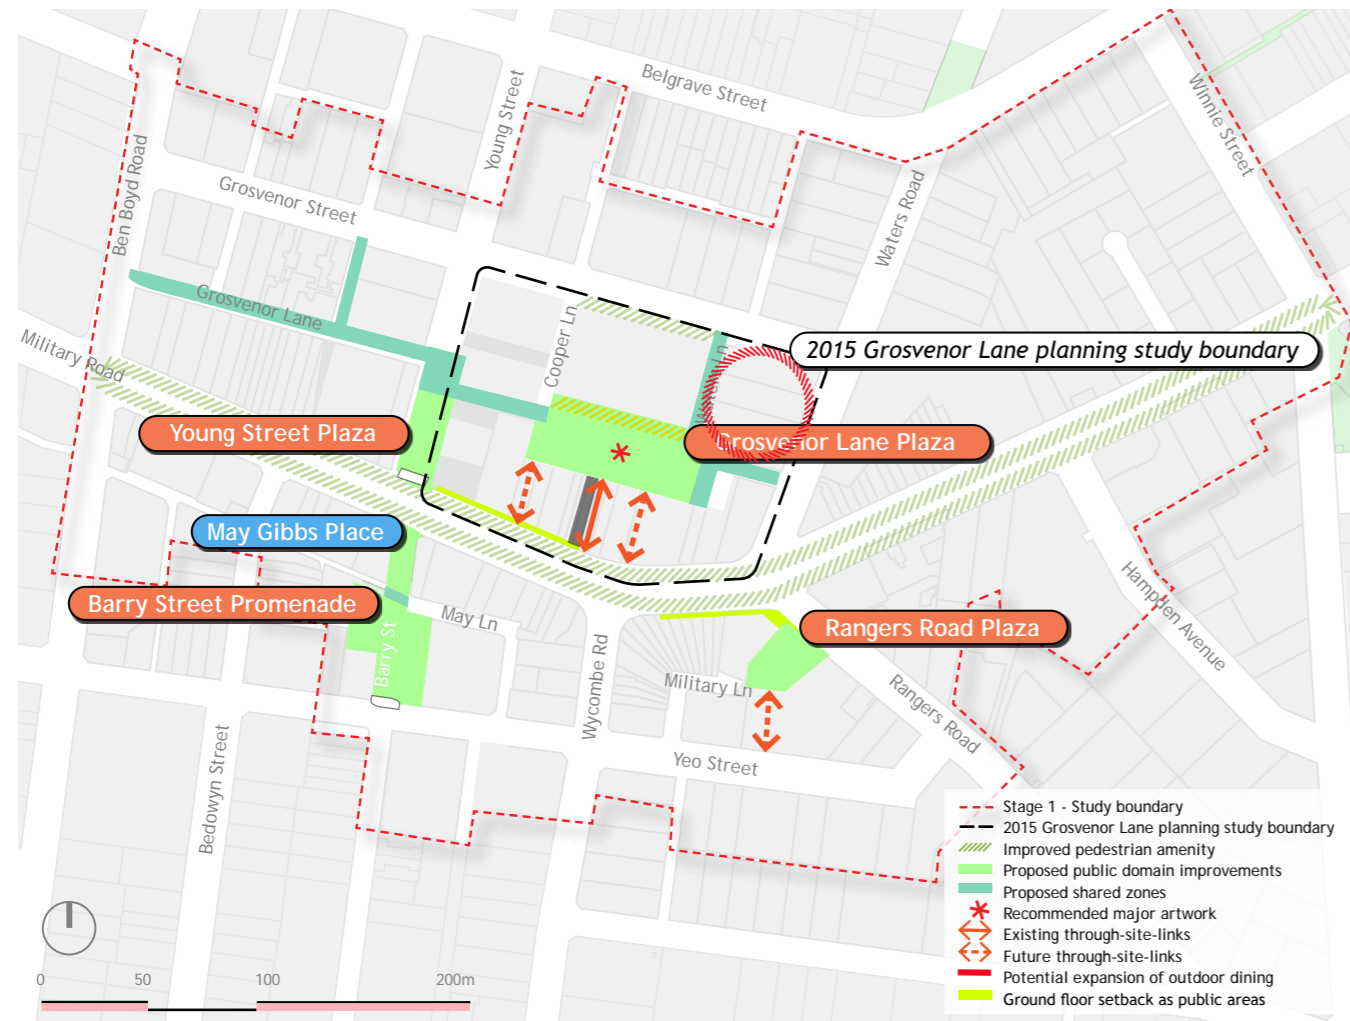 Belgrave Street
Young Street
Winnie Street
Ben Boyd Road
Grosvenor Street
Waters Road
Grosvenor Lane
Cooper Ln
Military Road
2015 Grosvenor Lane planning study boundary
Young Street Plaza
Grosvenor Lane Plaza
May Gibbs Place
Barry Street Promenade
May Ln
Barry St
Rangers Road Plaza
Hampden Avenue
Wycombe Rd
Military Ln
Rangers Road
Bedowyn Street
Yeo Street
Stage 1 - Study boundary
2015 Grosvenor Lane planning study boundary
Improved pedestrian amenity
Proposed public domain improvements
Proposed shared zones
Recommended major artwork
Existing through-site-links
Future through-site-links
Potential expansion of outdoor dining
Ground floor setback as public areas
0 50 100 200m